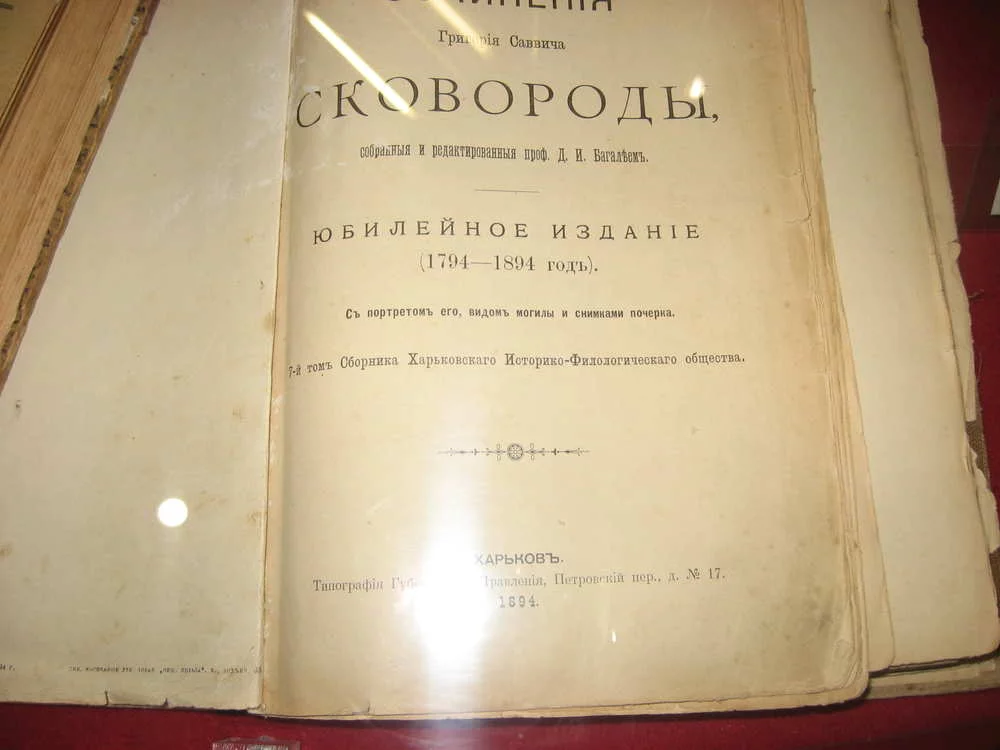 Григорія Саввича
СКОВОРОДЫ,
собранныя и редактированныя проф. Д. И. Багалѣемъ.
ЮБИЛЕЙНОЕ ИЗДАНІЕ
(1794—1894 годъ).
Съ портретомъ его, видомъ могилы и снимками почерка.
7-й томъ Сборника Харьковскаго Историко-Филологическаго общества.
ХАРЬКОВЪ.
Типографія Правленія, Петровскій пер., д. № 17.
1894.